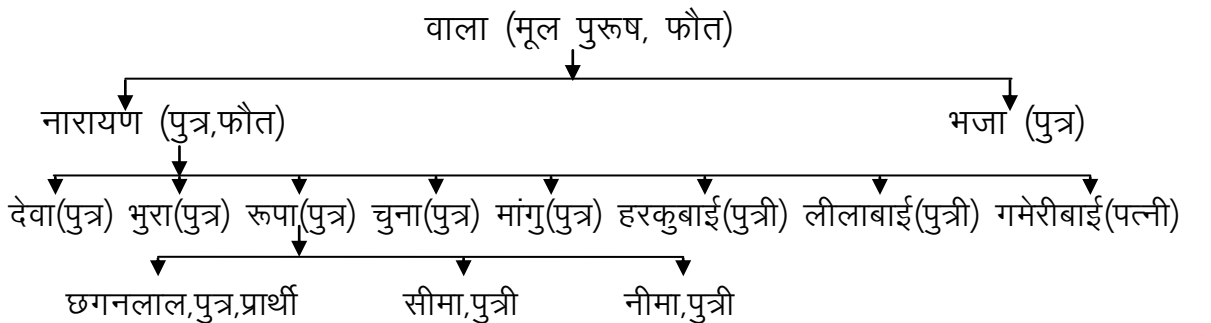 वाला (मूल पुरूष, फौत)
नारायण (पुत्र,फौत) भजा (पुत्र)
देवा(पुत्र) भुरा(पुत्र) रूपा(पुत्र) चुना(पुत्र) मांगु(पुत्र) हरकुबाई(पुत्री) लीलाबाई(पुत्री) गमेरीबाई(पत्नी)
छगनलाल,पुत्र,प्रार्थी सीमा,पुत्री नीमा,पुत्री